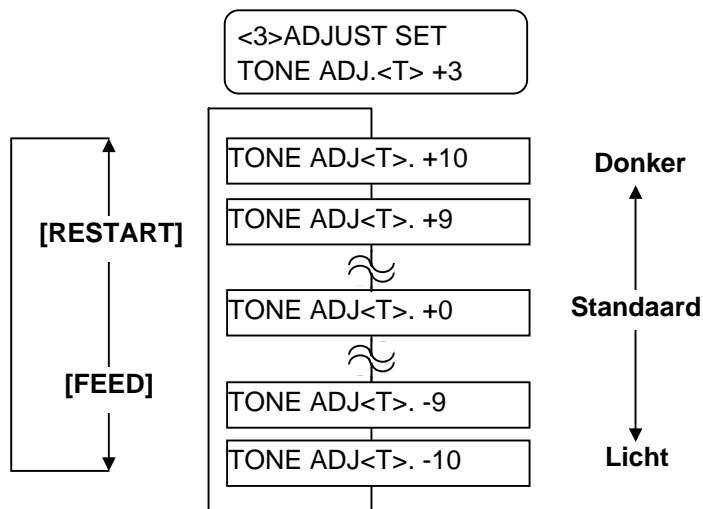 <3>ADJUST SET
TONE ADJ.<T> +3
TONE ADJ<T>. +10
Donker
TONE ADJ<T>. +9
[RESTART]
TONE ADJ<T>. +0
Standaard
[FEED]
TONE ADJ<T>. -9
TONE ADJ<T>. -10
Licht